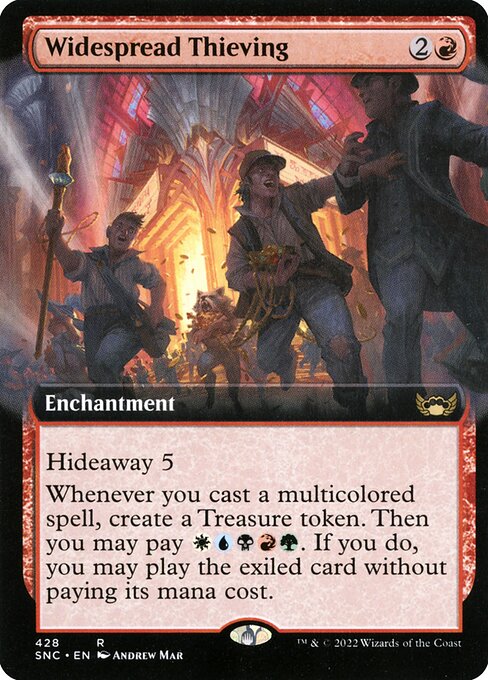 Widespread Thieving 2
Enchantment
Hideaway 5
Whenever you cast a multicolored
spell, create a Treasure token. Then
you may pay . If you do,
you may play the exiled card without
paying its mana cost.
428 R
SNC • EN Andrew Mar
™ & © 2022 Wizards of the Coast